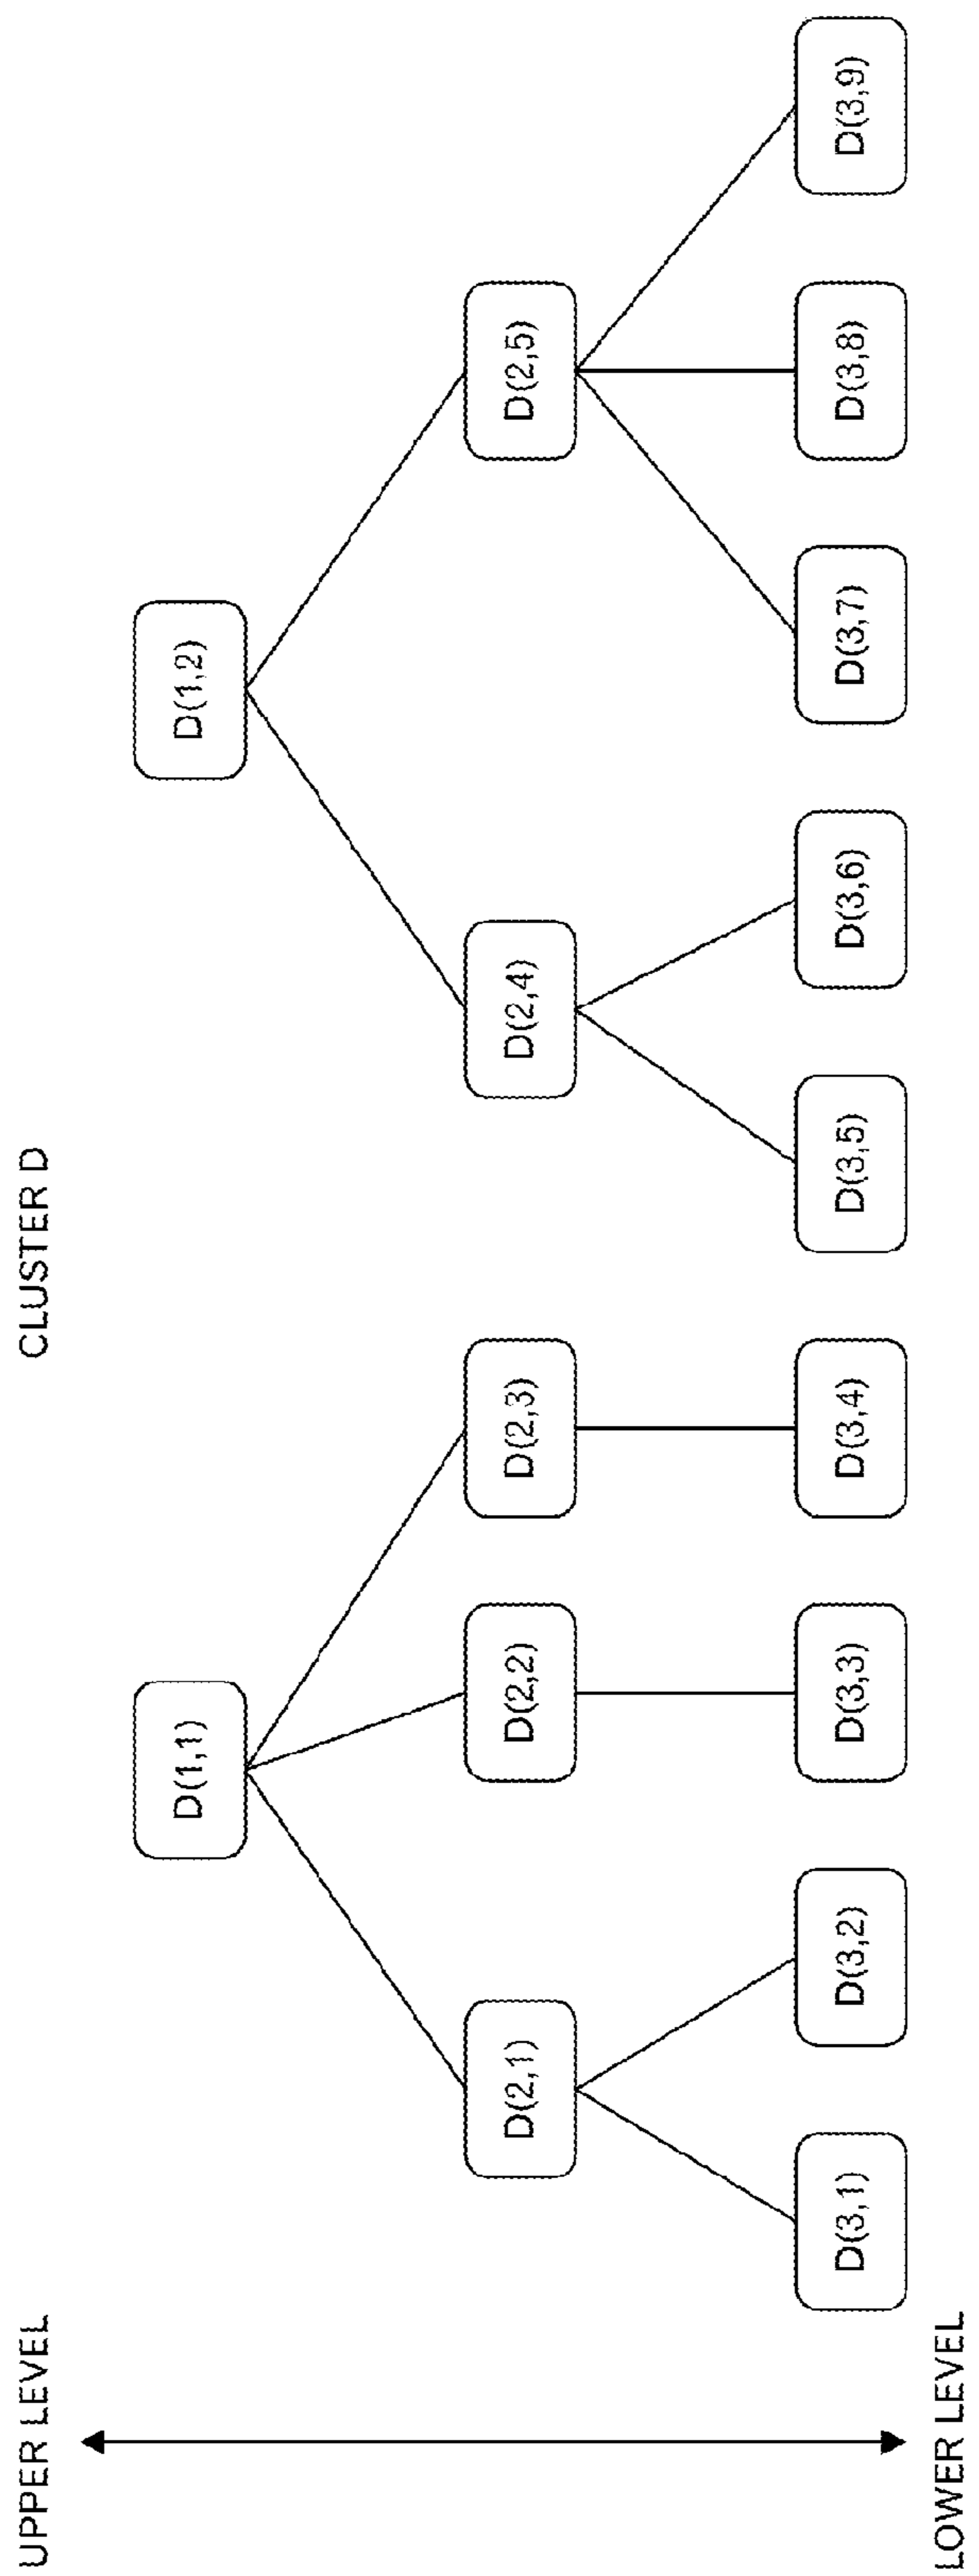 CLUSTER D
UPPER LEVEL
D(1,1)
D(1,2)
D(2,1)
D(2,2)
D(2,3)
D(2,4)
D(2,5)
D(3,1)
D(3,2)
D(3,3)
D(3,4)
D(3,5)
D(3,6)
D(3,7)
D(3,8)
D(3,9)
LOWER LEVEL